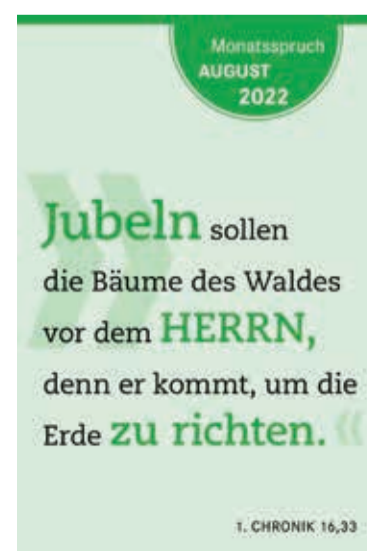 Monatsspruch
AUGUST
2022
Jubeln sollen
die Bäume des Waldes
vor dem HERRN,
denn er kommt, um die
Erde zu richten. «
1. CHRONIK 16,33